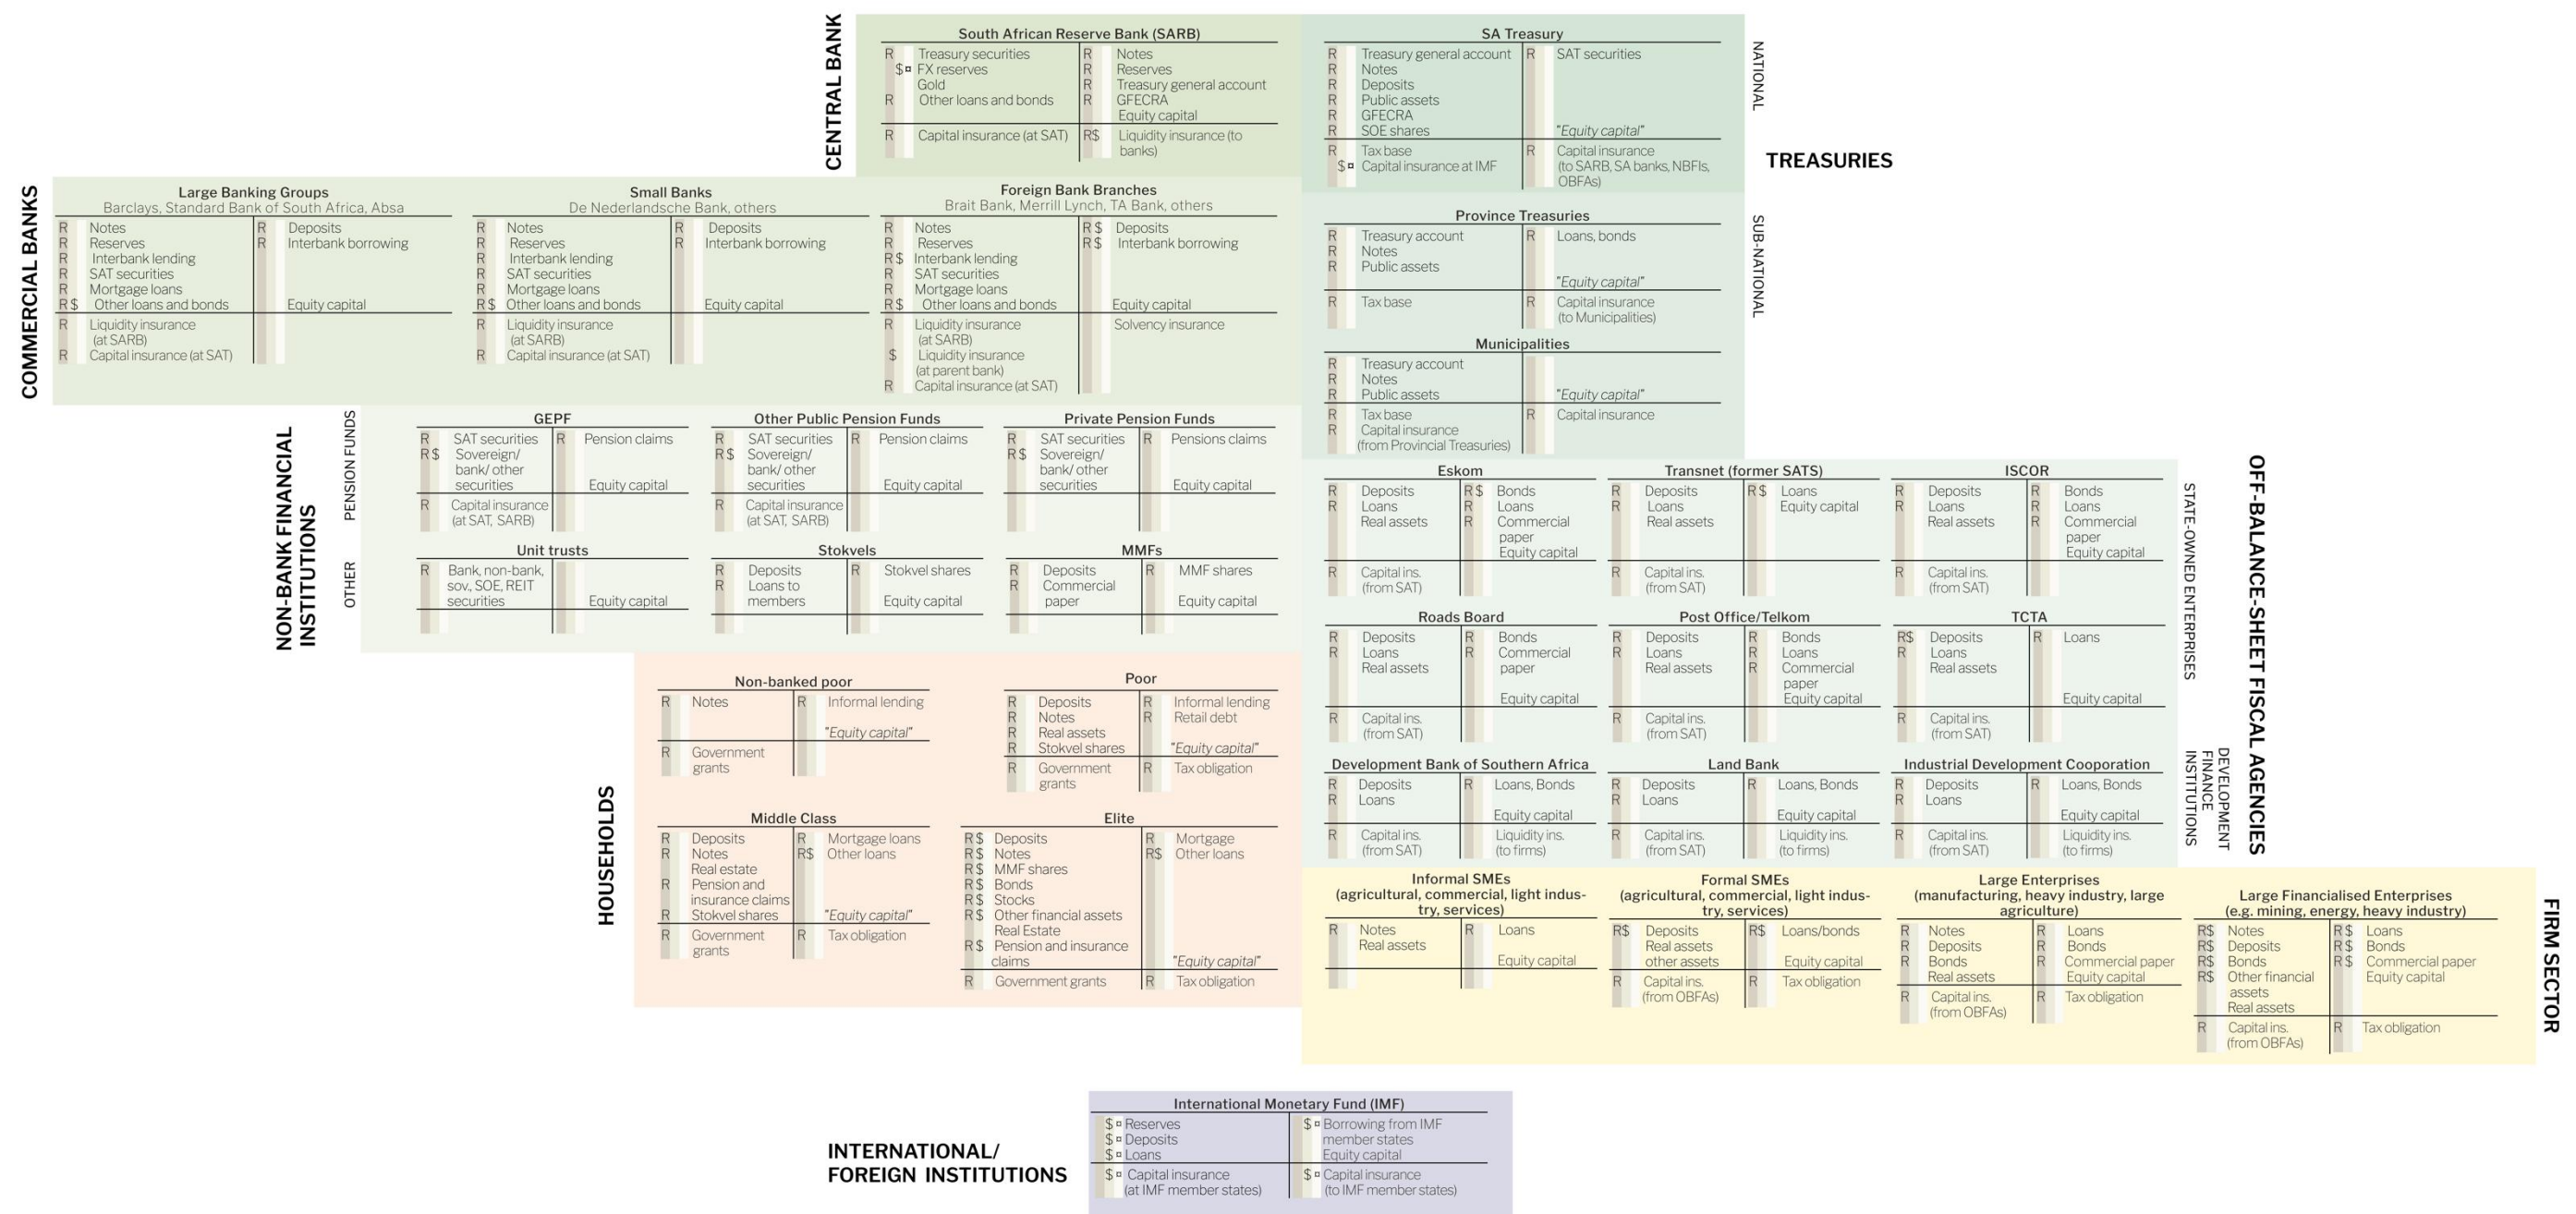 CENTRAL BANK
South African Reserve Bank (SARB)
R Treasury securities
$¤ FX reserves
Gold
R Other loans and bonds
R Capital insurance (at SAT)
R Notes
R Reserves
R Treasury general account
R GFECRA
Equity capital
R$ Liquidity insurance (to
banks)
SA Treasury
R Treasury general account
R Notes
R Deposits
R Public assets
R GFECRA
R SOE shares
R Tax base
$¤ Capital insurance at IMF
R SAT securities
"Equity capital"
R Capital insurance
(to SARB, SA banks, NBFIs,
OBFAs)
NATIONAL
TREASURIES
COMMERCIAL BANKS
Large Banking Groups
Barclays, Standard Bank of South Africa, Absa
R Notes
R Reserves
R Interbank lending
R SAT securities
R Mortgage loans
R $ Other loans and bonds
R Liquidity insurance
(at SARB)
R Capital insurance (at SAT)
R Deposits
R Interbank borrowing
Equity capital
Small Banks
De Nederlandsche Bank, others
R Notes
R Reserves
R Interbank lending
R SAT securities
R Mortgage loans
R $ Other loans and bonds
R Liquidity insurance
(at SARB)
R Capital insurance (at SAT)
R Deposits
R Interbank borrowing
Equity capital
Foreign Bank Branches
Brait Bank, Merrill Lynch, TA Bank, others
R Notes
R Reserves
R $ Interbank lending
R SAT securities
R Mortgage loans
R $ Other loans and bonds
R Liquidity insurance
(at SARB)
$ Liquidity insurance
(at parent bank)
R Capital insurance (at SAT)
R $ Deposits
R $ Interbank borrowing
Equity capital
Solvency insurance
Province Treasuries
R Treasury account
R Notes
R Public assets
R Tax base
R Loans, bonds
"Equity capital"
R Capital insurance
(to Municipalities)
SUB-NATIONAL
Municipalities
R Treasury account
R Notes
R Public assets
R Tax base
R Capital insurance
(from Provincial Treasuries)
"Equity capital"
R Capital insurance
NON-BANK FINANCIAL
INSTITUTIONS
PENSION FUNDS
GEPF
R SAT securities
R $ Sovereign/
bank/ other
securities
R Capital insurance
(at SAT, SARB)
R Pension claims
Equity capital
Other Public Pension Funds
R SAT securities
R $ Sovereign/
bank/ other
securities
R Capital insurance
(at SAT, SARB)
R Pension claims
Equity capital
Private Pension Funds
R SAT securities
R $ Sovereign/
bank/ other
securities
R Pensions claims
Equity capital
OTHER
Unit trusts
R Bank, non-bank,
sov., SOE, REIT
securities
Equity capital
Stokvels
R Deposits
R Loans to
members
R Stokvel shares
Equity capital
MMFs
R Deposits
R Commercial
paper
R MMF shares
Equity capital
OFF-BALANCE-SHEET FISCAL AGENCIES
STATE-OWNED ENTERPRISES
Eskom
R Deposits
R Loans
Real assets
R Capital ins.
(from SAT)
R $ Bonds
R Loans
R Commercial
paper
Equity capital
Transnet (former SATS)
R Deposits
R Loans
Real assets
R Capital ins.
(from SAT)
R $ Loans
Equity capital
ISCOR
R Deposits
R Loans
Real assets
R Capital ins.
(from SAT)
R Bonds
R Loans
R Commercial
paper
Equity capital
Roads Board
R Deposits
R Loans
Real assets
R Capital ins.
(from SAT)
R Bonds
R Commercial
paper
Equity capital
Post Office/Telkom
R Deposits
R Loans
Real assets
R Capital ins.
(from SAT)
R Bonds
R Loans
R Commercial
paper
Equity capital
TCTA
R$ Deposits
R Loans
Real assets
R Capital ins.
(from SAT)
R Loans
Equity capital
DEVELOPMENT
FINANCE
INSTITUTIONS
Development Bank of Southern Africa
R Deposits
R Loans
R Capital ins.
(from SAT)
R Loans, Bonds
Equity capital
Liquidity ins.
(to firms)
Land Bank
R Deposits
R Loans
R Capital ins.
(from SAT)
R Loans, Bonds
Equity capital
Liquidity ins.
(to firms)
Industrial Development Cooperation
R Deposits
R Loans
R Capital ins.
(from SAT)
R Loans, Bonds
Equity capital
Liquidity ins.
(to firms)
HOUSEHOLDS
Non-banked poor
R Notes
R Government
grants
R Informal lending
"Equity capital"
Poor
R Deposits
R Notes
R Real assets
R Stokvel shares
R Government
grants
R Informal lending
R Retail debt
"Equity capital"
R Tax obligation
Middle Class
R Deposits
R Notes
Real estate
R Pension and
insurance claims
R Stokvel shares
R Government
grants
R Mortgage loans
R$ Other loans
"Equity capital"
R Tax obligation
Elite
R $ Deposits
R $ Notes
R $ MMF shares
R $ Bonds
R $ Stocks
R $ Other financial assets
Real Estate
R $ Pension and insurance
claims
R Government grants
R Mortgage
R$ Other loans
"Equity capital"
R Tax obligation
FIRM SECTOR
Informal SMEs
(agricultural, commercial, light indus-
try, services)
R Notes
Real assets
R Loans
Equity capital
Formal SMEs
(agricultural, commercial, light indus-
try, services)
R$ Deposits
Real assets
other assets
R Capital ins.
(from OBFAs)
R$ Loans/bonds
Equity capital
R Tax obligation
Large Enterprises
(manufacturing, heavy industry, large
agriculture)
R Notes
R Deposits
R Bonds
Real assets
R Capital ins.
(from OBFAs)
R Loans
R Bonds
R Commercial paper
Equity capital
R Tax obligation
Large Financialised Enterprises
(e.g. mining, energy, heavy industry)
R$ Notes
R$ Deposits
R$ Bonds
R$ Other financial
assets
Real assets
R Capital ins.
(from OBFAs)
R $ Loans
R $ Bonds
R $ Commercial paper
Equity capital
R Tax obligation
INTERNATIONAL/
FOREIGN INSTITUTIONS
International Monetary Fund (IMF)
$ ¤ Reserves
$ ¤ Deposits
$ ¤ Loans
$ ¤ Capital insurance
(at IMF member states)
$ ¤ Borrowing from IMF
member states
Equity capital
$ ¤ Capital insurance
(to IMF member states)